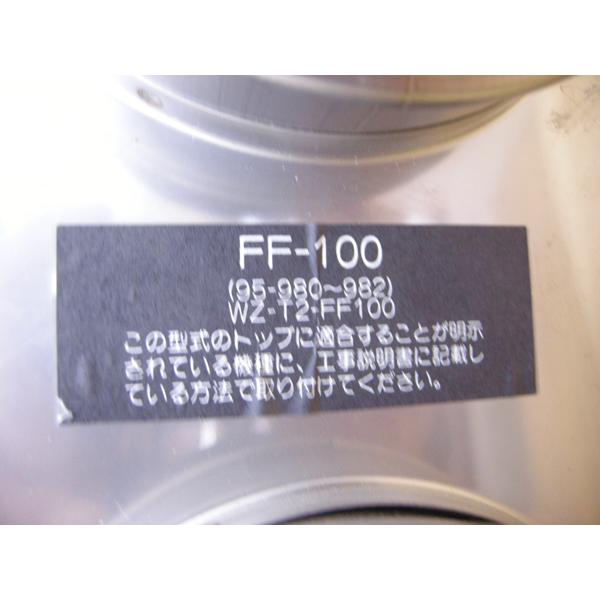 FF-100
(95-980～982)
WZ-T2-FF100
この型式のトップに適合することが明示
されている機種に、工事説明書に記載し
ている方法で取り付けてください。